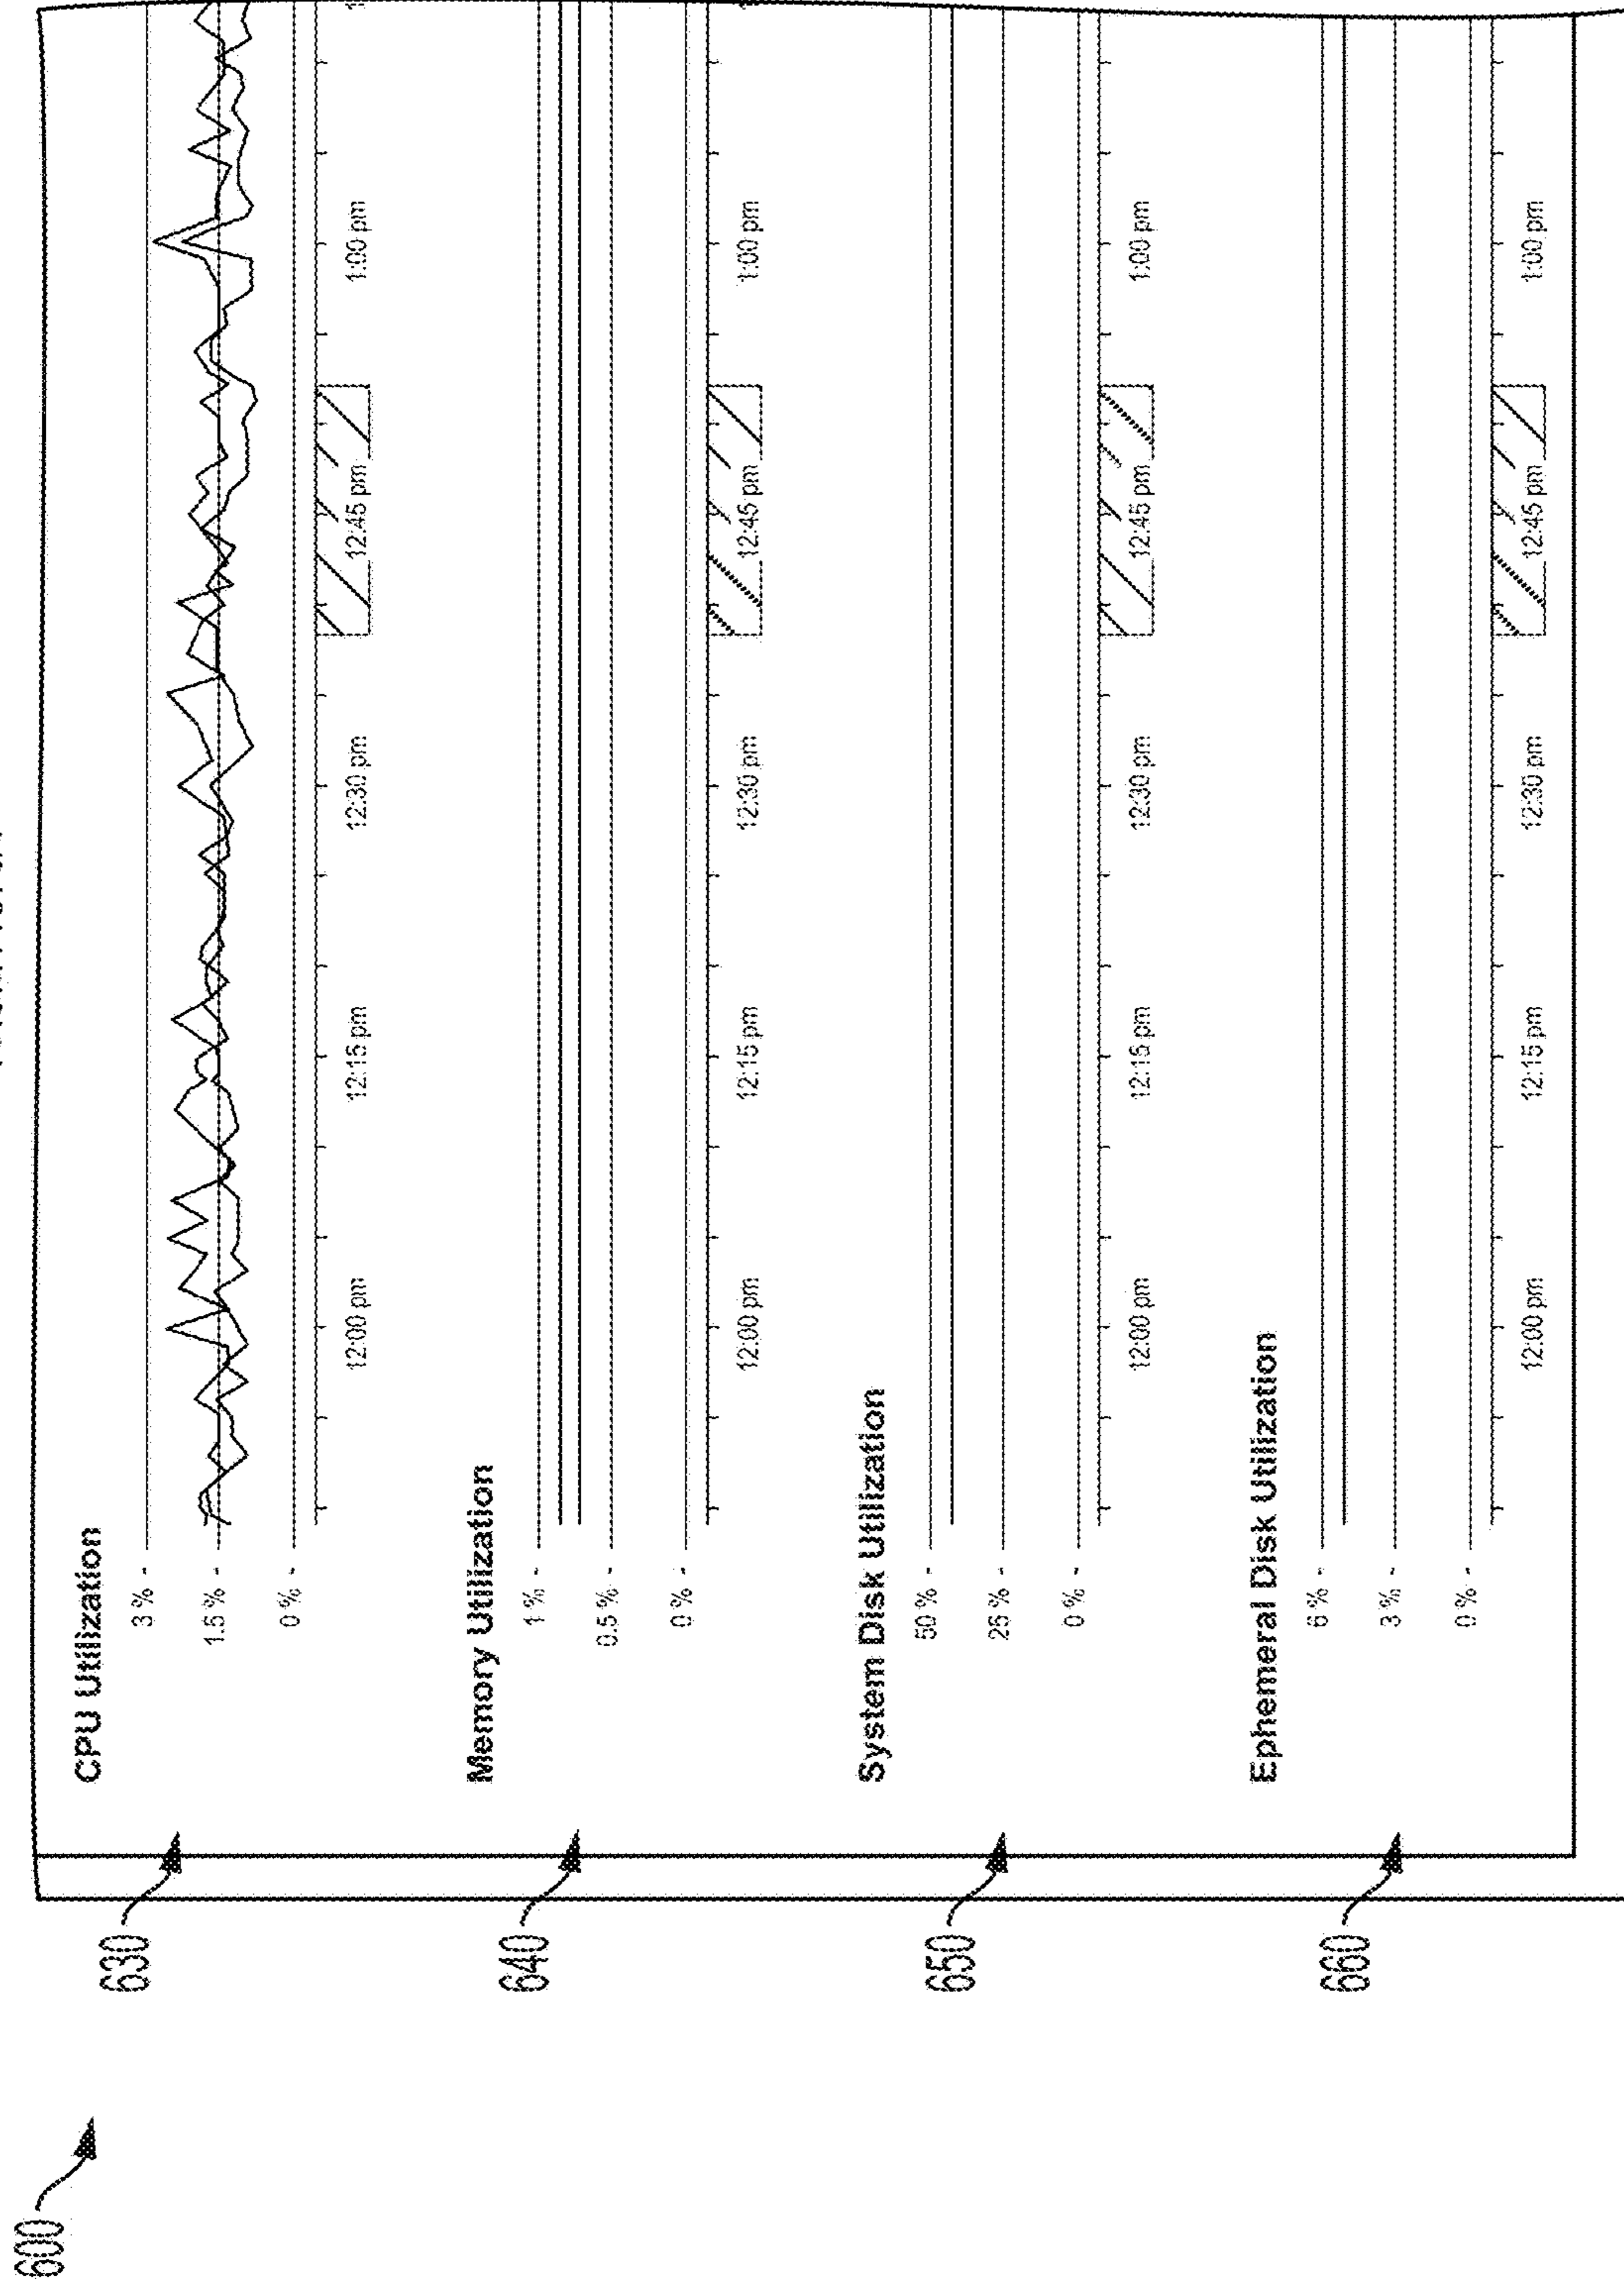 600
630
CPU Utilization
3 % -
1.5 % -
0 % -
12:00 pm 12:15 pm 12:30 pm 12:45 pm 1:00 pm
640
Memory Utilization
1 % -
0.5 % -
0 % -
12:00 pm 12:15 pm 12:30 pm 12:45 pm 1:00 pm
650
System Disk Utilization
50 % -
25 % -
0 % -
12:00 pm 12:15 pm 12:30 pm 12:45 pm 1:00 pm
660
Ephemeral Disk Utilization
6 % -
3 % -
0 % -
12:00 pm 12:15 pm 12:30 pm 12:45 pm 1:00 pm